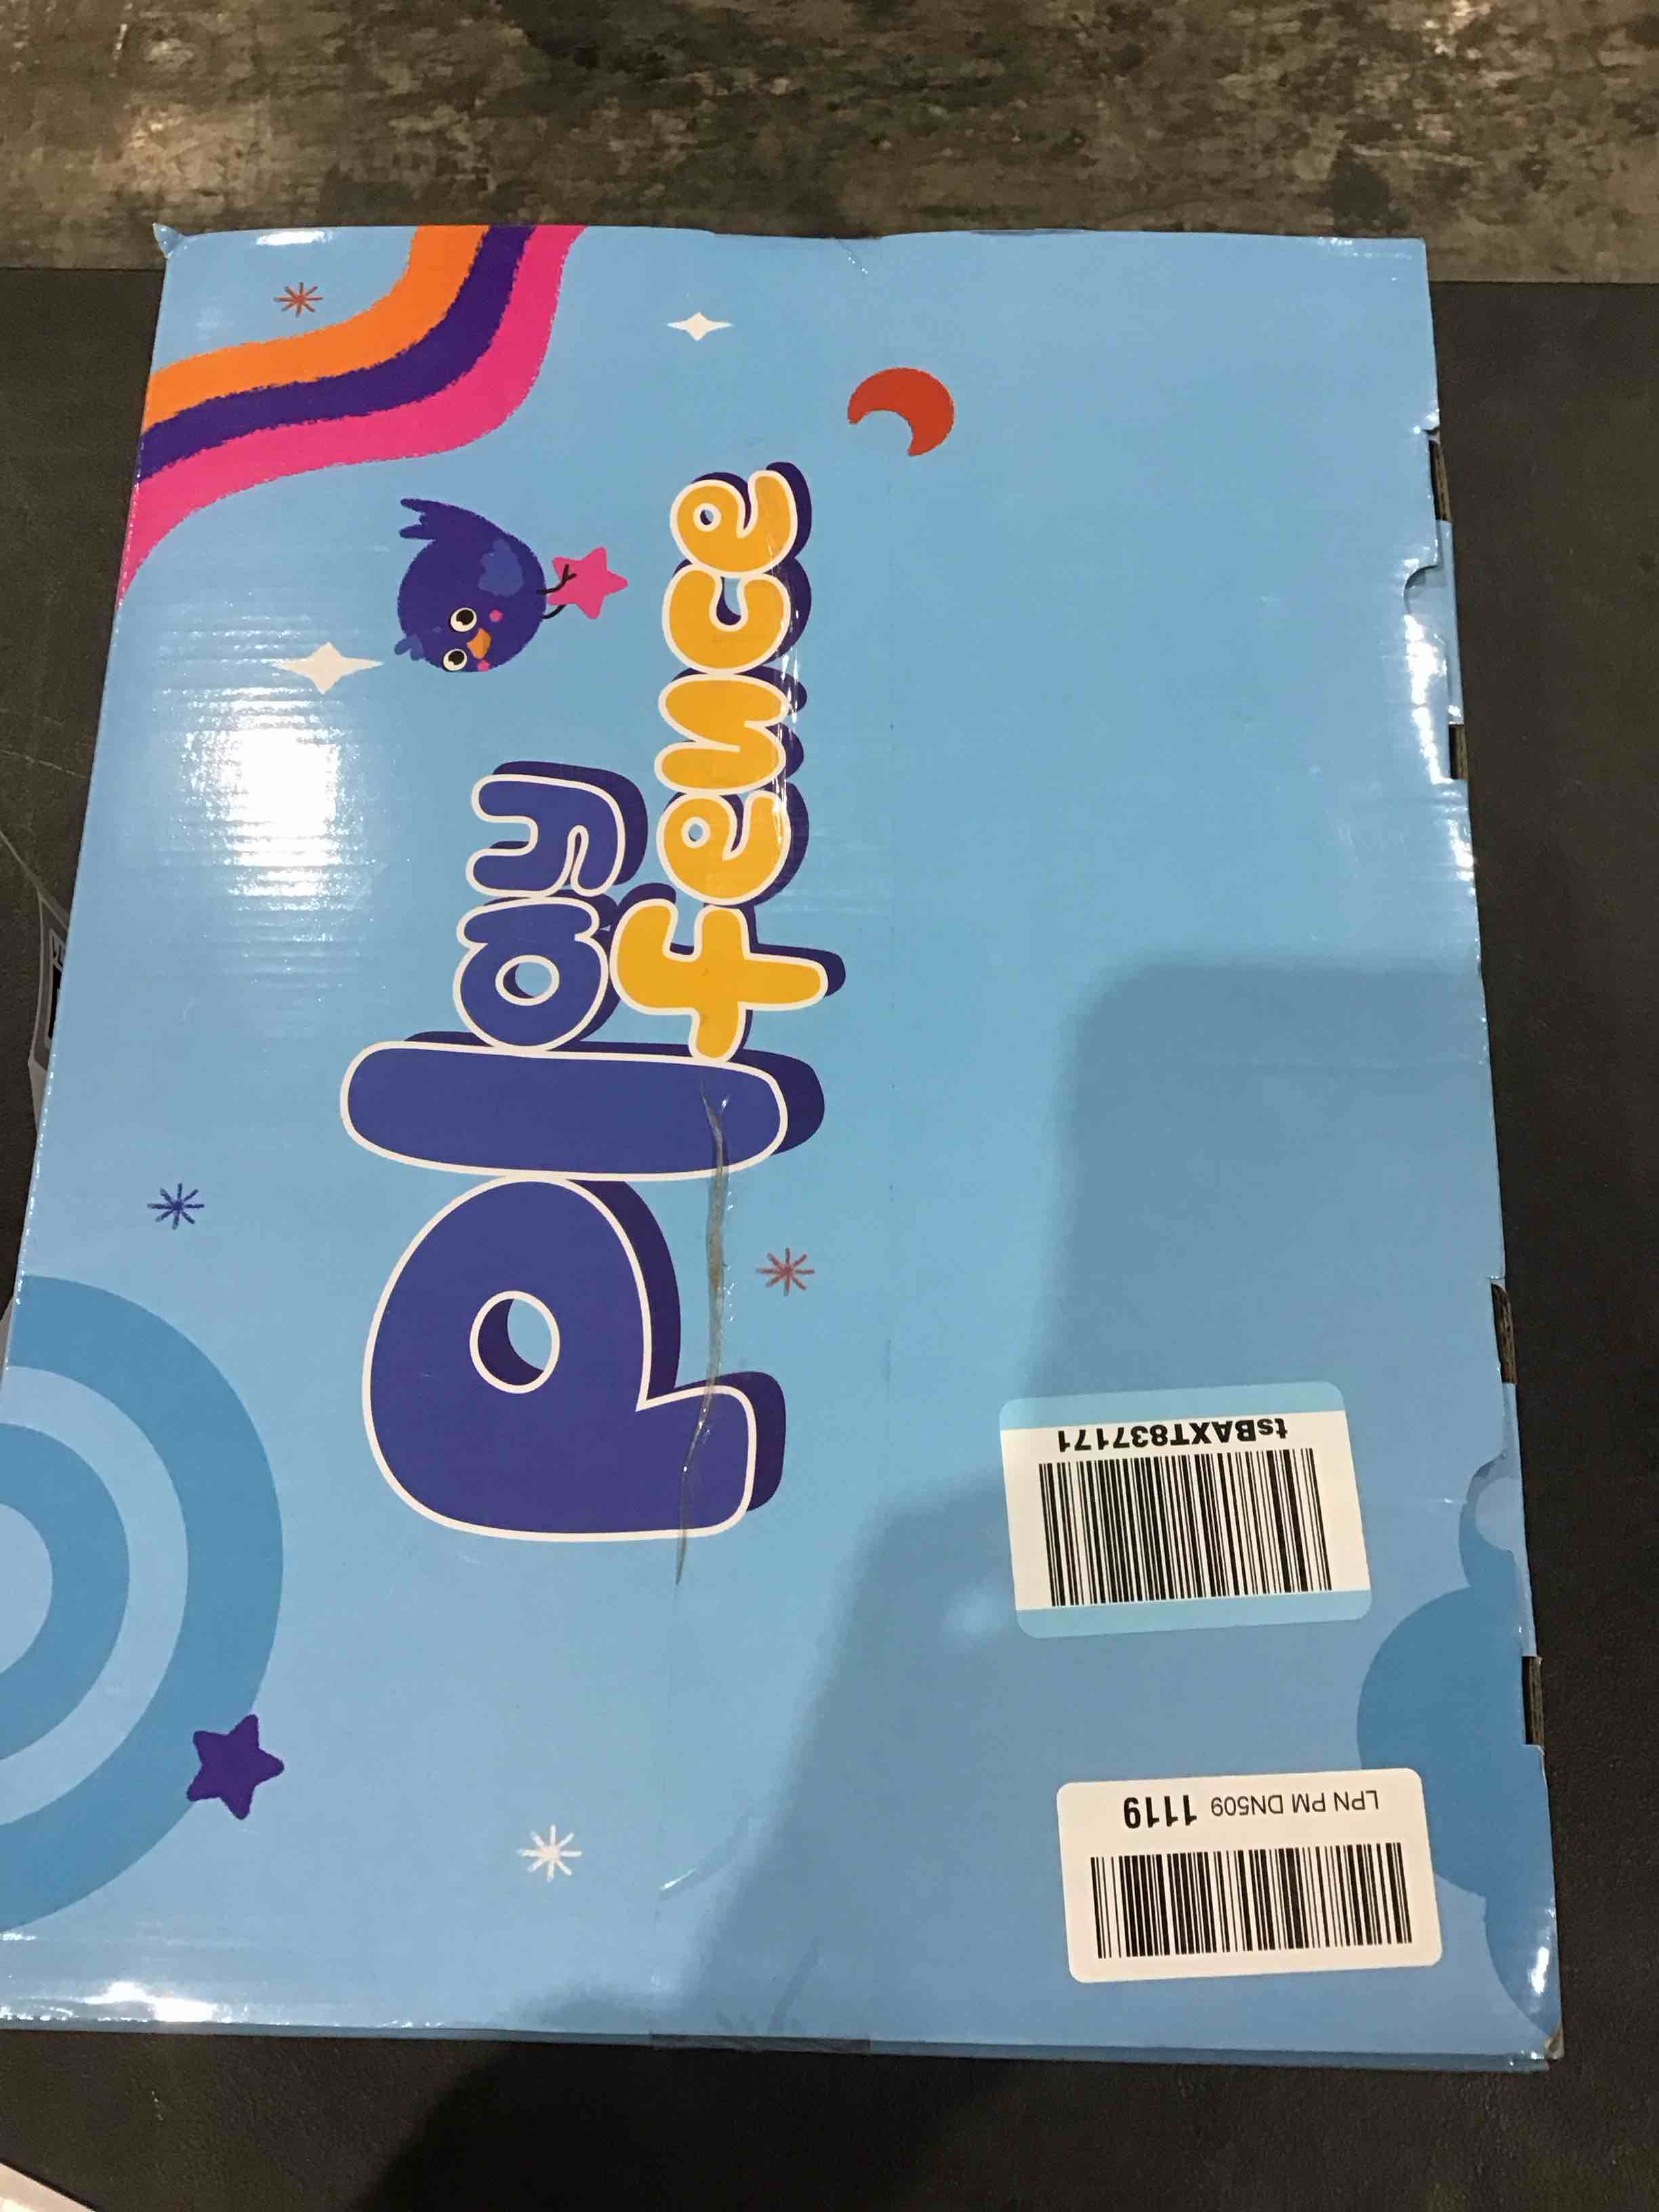 Play
fence
tsBAXT837171
LPN PM DN509 1119